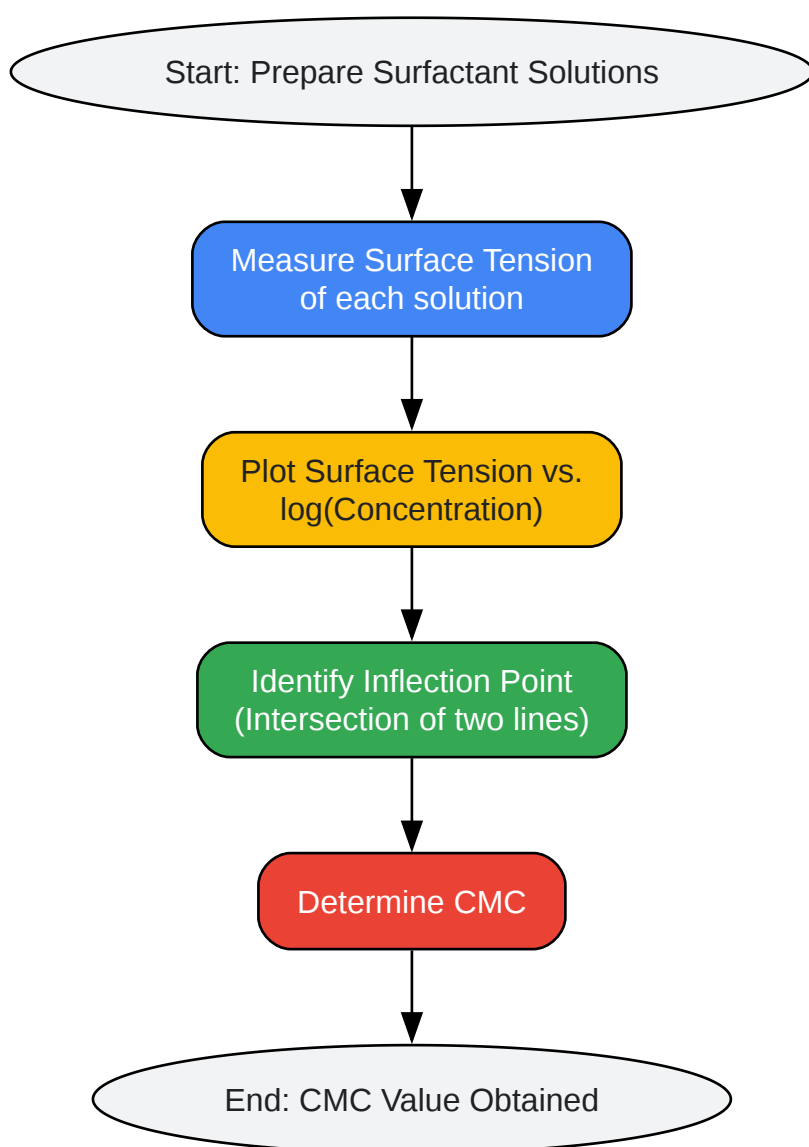 Start: Prepare Surfactant Solutions
Measure Surface Tension
of each solution
Plot Surface Tension vs.
log(Concentration)
Identify Inflection Point
(Intersection of two lines)
Determine CMC
End: CMC Value Obtained